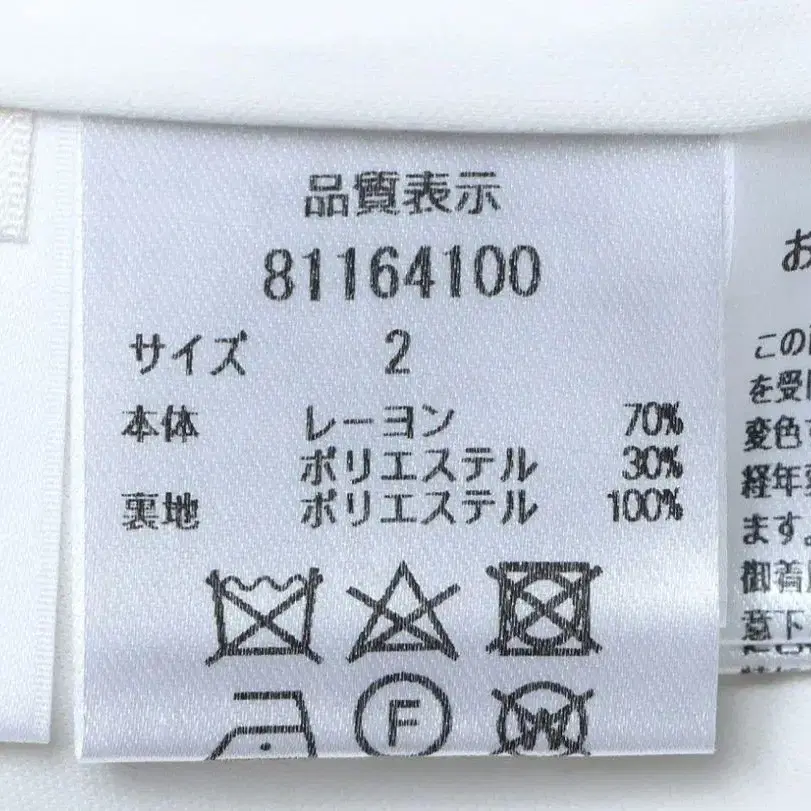 品質表示
81164100
サイズ 2
本体 レーヨン 70%
ポリエステル 30%
裏地 ポリエステル 100%
F
W
お
この
を受
変色
経年
ます。
御着
意下